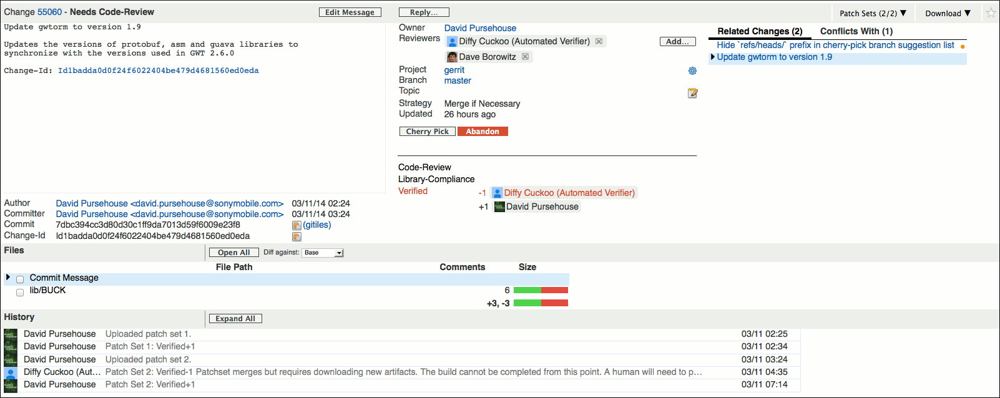 Change 55060 - Needs Code-Review
Edit Message
Reply...
Patch Sets (2/2) ▼
Download ▼
Update gwtorm to version 1.9
Updates the versions of protobuf, asm and guava libraries to
synchronize with the versions used in GWT 2.6.0
Change-Id: Id1badda0d0f24f6022404be479d4681560ed0eda
Owner David Pursehouse
Reviewers Diffy Cuckoo (Automated Verifier)
Add...
Dave Borowitz
Project gerrit
Branch master
Topic
Strategy Merge if Necessary
Updated 26 hours ago
Cherry Pick Abandon
Code-Review
Library-Compliance
Verified -1 Diffy Cuckoo (Automated Verifier)
+1 David Pursehouse
Related Changes (2) Conflicts With (1)
Hide `refs/heads/` prefix in cherry-pick branch suggestion list
Update gwtorm to version 1.9
Author David Pursehouse <david.pursehouse@sonymobile.com> 03/11/14 02:24
Committer David Pursehouse <david.pursehouse@sonymobile.com> 03/11/14 03:24
Commit 7dbc394cc3d80d30c1ff9da7013d59f6009e23f8 (gitiles)
Change-Id Id1badda0d0f24f6022404be479d4681560ed0eda
Files Open All Diff against: Base
File Path Comments Size
Commit Message
lib/BUCK 6
+3, -3
History Expand All
David Pursehouse Uploaded patch set 1. 03/11 02:25
David Pursehouse Patch Set 1: Verified+1 03/11 02:34
David Pursehouse Uploaded patch set 2. 03/11 03:24
Diffy Cuckoo (Aut... Patch Set 2: Verified-1 Patchset merges but requires downloading new artifacts. The build cannot be completed from this point. A human will need to p... 03/11 04:35
David Pursehouse Patch Set 2: Verified+1 03/11 07:14